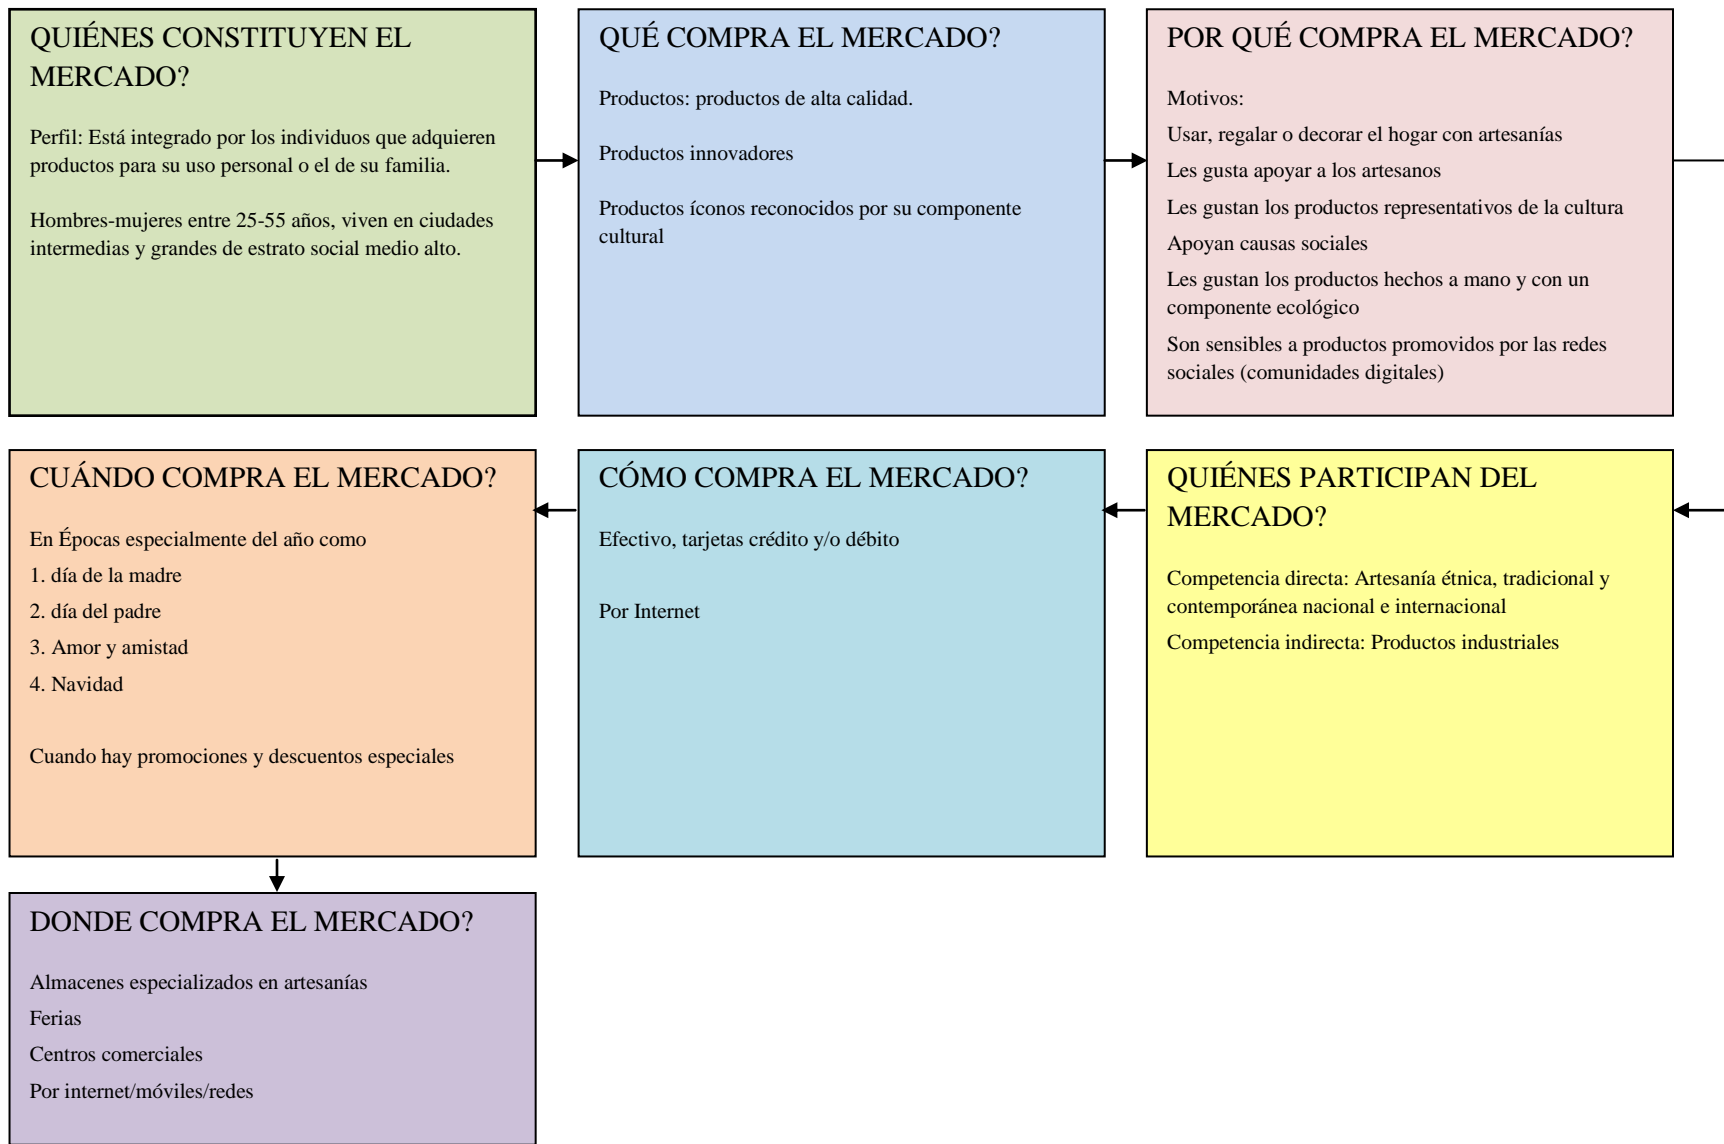 QUIÉNES CONSTITUYEN EL
MERCADO?
Perfil: Está integrado por los individuos que adquieren
productos para su uso personal o el de su familia.
Hombres-mujeres entre 25-55 años, viven en ciudades
intermedias y grandes de estrato social medio alto.
QUÉ COMPRA EL MERCADO?
Productos: productos de alta calidad.
Productos innovadores
Productos íconos reconocidos por su componente
cultural
POR QUÉ COMPRA EL MERCADO?
Motivos:
Usar, regalar o decorar el hogar con artesanías
Les gusta apoyar a los artesanos
Les gustan los productos representativos de la cultura
Apoyan causas sociales
Les gustan los productos hechos a mano y con un
componente ecológico
Son sensibles a productos promovidos por las redes
sociales (comunidades digitales)
QUIÉNES PARTICIPAN DEL
MERCADO?
Competencia directa: Artesanía étnica, tradicional y
contemporánea nacional e internacional
Competencia indirecta: Productos industriales
CÓMO COMPRA EL MERCADO?
Efectivo, tarjetas crédito y/o débito
Por Internet
CUÁNDO COMPRA EL MERCADO?
En Épocas especialmente del año como
1. día de la madre
2. día del padre
3. Amor y amistad
4. Navidad
Cuando hay promociones y descuentos especiales
DONDE COMPRA EL MERCADO?
Almacenes especializados en artesanías
Ferias
Centros comerciales
Por internet/móviles/redes